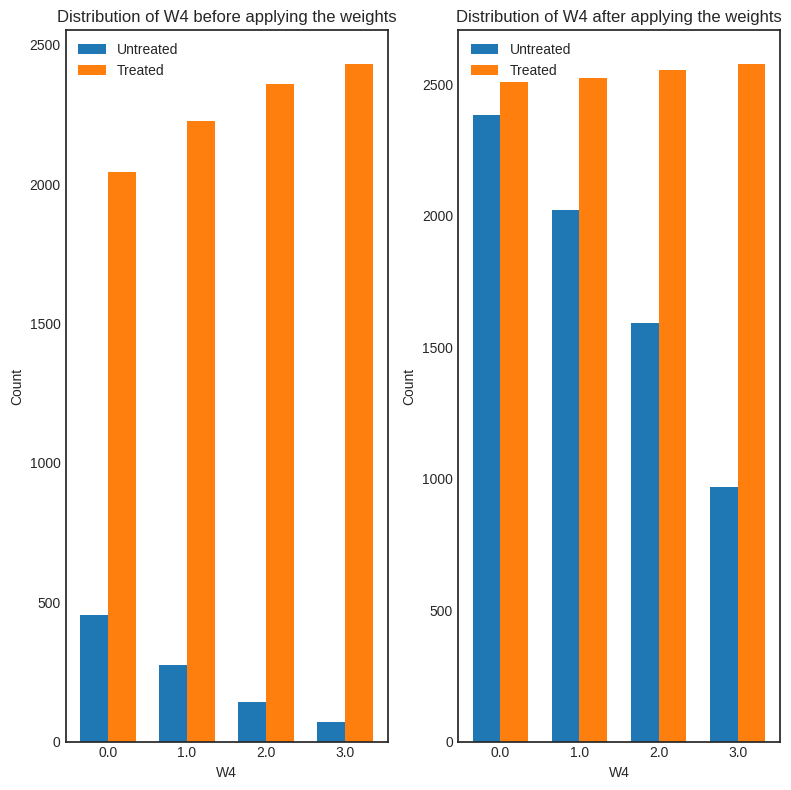 Distribution of W4 before applying the weights
Untreated
Treated
2500
2000
1500
1000
500
0
Count
0.0 1.0 2.0 3.0
W4
Distribution of W4 after applying the weights
Untreated
Treated
2500
2000
1500
1000
500
0
Count
0.0 1.0 2.0 3.0
W4